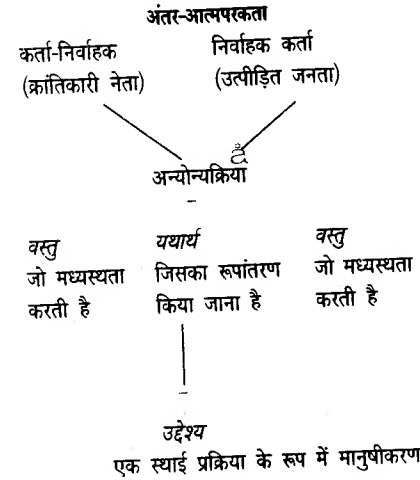 अंतर-आत्मपरकता
कर्ता-निर्वाहक निर्वाहक कर्ता
(क्रांतिकारी नेता) (उत्पीड़ित जनता)
अन्योन्यक्रिया
वस्तु यथार्थ वस्तु
जो मध्यस्थता जिसका रूपांतरण जो मध्यस्थता
करती है किया जाना है करती है
उद्देश्य
एक स्थाई प्रक्रिया के रूप में मानुषीकरण